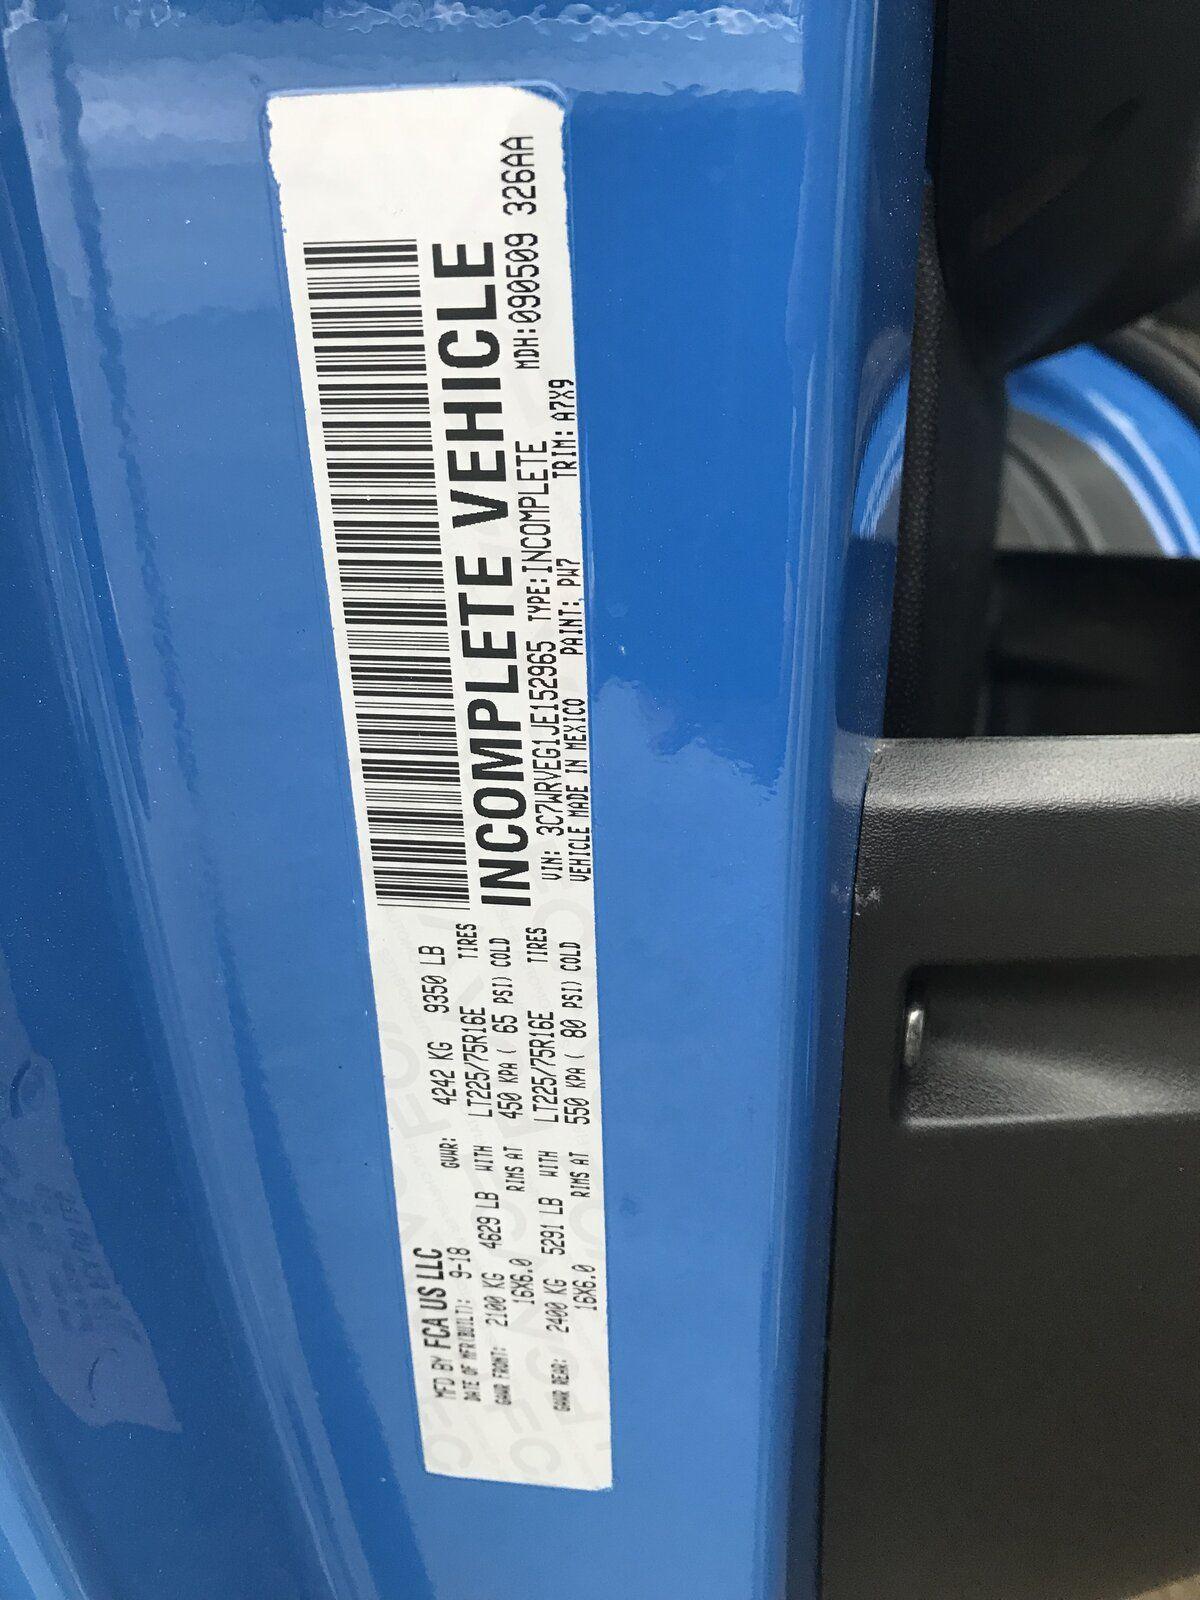 MFD BY FCA US LLC
DATE OF MFR(BUILT): 9-18 GVWR: 4242 KG 9350 LB
GAWR FRONT: 2100 KG 4629 LB WITH LT225/75R16E TIRES
16X6.0 RIMS AT 450 KPA ( 65 PSI) COLD
GAWR REAR: 2400 KG 5291 LB WITH LT225/75R16E TIRES
16X6.0 RIMS AT 550 KPA ( 80 PSI) COLD
INCOMPLETE VEHICLE
MDH:090509 326AA
VIN: 3C7WRVEG1JE152965 TYPE:INCOMPLETE
VEHICLE MADE IN MEXICO PAINT: PW7 TRIM: A7X9